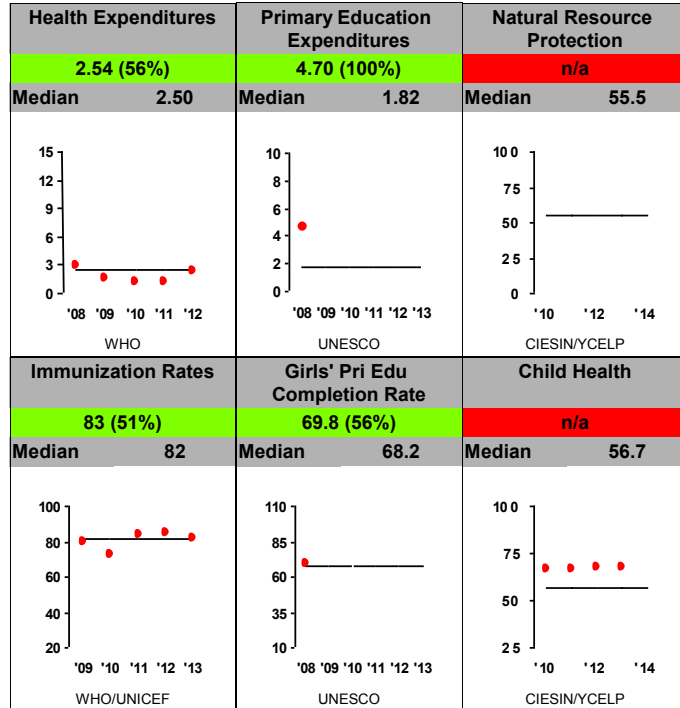 Health Expenditures
2.54 (56%)
Median 2.50
15
12
9
6
3
0
'08 '09 '10 '11 '12
WHO
Primary Education
Expenditures
4.70 (100%)
Median 1.82
10
8
6
4
2
0
'08 '09 '10 '11 '12 '13
UNESCO
Natural Resource
Protection
n/a
Median 55.5
100
75
50
25
0
'10 '12 '14
CIESIN/YCELP
Immunization Rates
83 (51%)
Median 82
100
80
60
40
20
'09 '10 '11 '12 '13
WHO/UNICEF
Girls' Pri Edu
Completion Rate
69.8 (56%)
Median 68.2
110
85
60
35
10
'08 '09 '10 '11 '12 '13
UNESCO
Child Health
n/a
Median 56.7
100
75
50
25
'10 '12 '14
CIESIN/YCELP